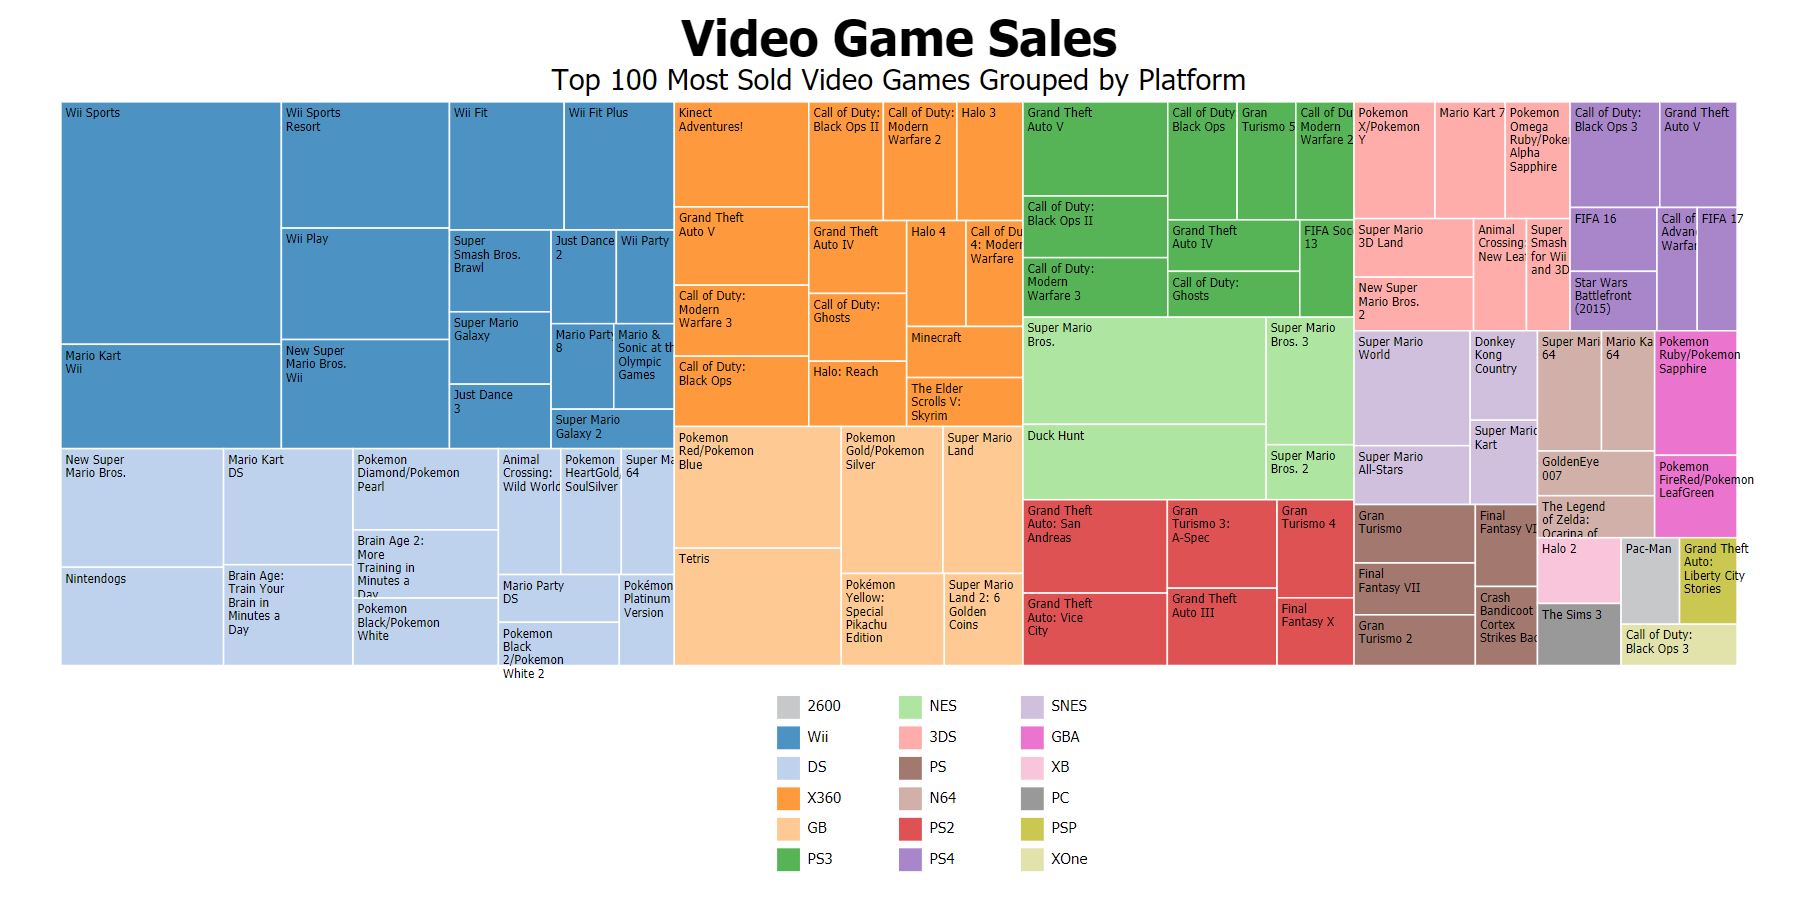 Video Game Sales
Top 100 Most Sold Video Games Grouped by Platform
Wii Sports
Mario Kart
Wii
Wii Sports
Resort
Wii Play
New Super
Mario Bros.
Wii
Wii Fit
Wii Fit Plus
Super
Smash Bros.
Brawl
Super Mario
Galaxy
Just Dance
3
Just Dance
2
Wii Party
Mario Party
8
Mario &
Sonic at th
Olympic
Games
Super Mario
Galaxy 2
New Super
Mario Bros.
Nintendogs
Mario Kart
DS
Brain Age:
Train Your
Brain in
Minutes a
Day
Pokemon
Diamond/Pokemon
Pearl
Brain Age 2:
More
Training in
Minutes a
Day
Pokemon
Black/Pokemon
White
Animal
Crossing:
Wild World
Pokemon
HeartGold/
SoulSilver
Super Ma
64
Mario Party
DS
Pokemon
Black
2/Pokemon
White 2
Pokémon
Platinum
Version
Kinect
Adventures!
Grand Theft
Auto V
Call of Duty:
Modern
Warfare 3
Call of Duty:
Black Ops
Call of Duty:
Black Ops II
Call of Duty:
Modern
Warfare 2
Halo 3
Grand Theft
Auto IV
Call of Duty:
Ghosts
Halo: Reach
Halo 4
Call of Du
4: Modern
Warfare
Minecraft
The Elder
Scrolls V:
Skyrim
Pokemon
Red/Pokemon
Blue
Tetris
Pokemon
Gold/Pokemon
Silver
Super Mario
Land
Pokémon
Yellow:
Special
Pikachu
Edition
Super Mario
Land 2: 6
Golden
Coins
Grand Theft
Auto V
Call of Duty:
Black Ops II
Call of Duty:
Modern
Warfare 3
Call of Duty:
Black Ops
Gran
Turismo 5
Call of Du
Modern
Warfare 2
Grand Theft
Auto IV
Call of Duty:
Ghosts
FIFA Soc
13
Super Mario
Bros.
Duck Hunt
Super Mario
Bros. 3
Super Mario
Bros. 2
Grand Theft
Auto: San
Andreas
Grand Theft
Auto: Vice
City
Gran
Turismo 3:
A-Spec
Grand Theft
Auto III
Gran
Turismo 4
Final
Fantasy X
Pokemon
X/Pokemon
Y
Mario Kart 7
Pokemon
Omega
Ruby/Poke
Alpha
Sapphire
Super Mario
3D Land
New Super
Mario Bros.
2
Animal
Crossing:
New Lea
Super
Smash
for Wii
and 3D
Call of Duty:
Black Ops 3
Grand Theft
Auto V
FIFA 16
Star Wars
Battlefront
(2015)
Call of
Advan
Warfar
FIFA 17
Super Mario
World
Super Mario
All-Stars
Donkey
Kong
Country
Super Mario
Kart
Super Mari
64
Mario Ka
64
GoldenEye
007
The Legend
of Zelda:
Ocarina of
Pokemon
Ruby/Pokemon
Sapphire
Pokemon
FireRed/Pokemon
LeafGreen
Gran
Turismo
Final
Fantasy VII
Gran
Turismo 2
Final
Fantasy VI
Crash
Bandicoot
Cortex
Strikes Bac
Halo 2
The Sims 3
Pac-Man
Grand Theft
Auto:
Liberty City
Stories
Call of Duty:
Black Ops 3
2600
Wii
DS
X360
GB
PS3
NES
3DS
PS
N64
PS2
PS4
SNES
GBA
XB
PC
PSP
XOne